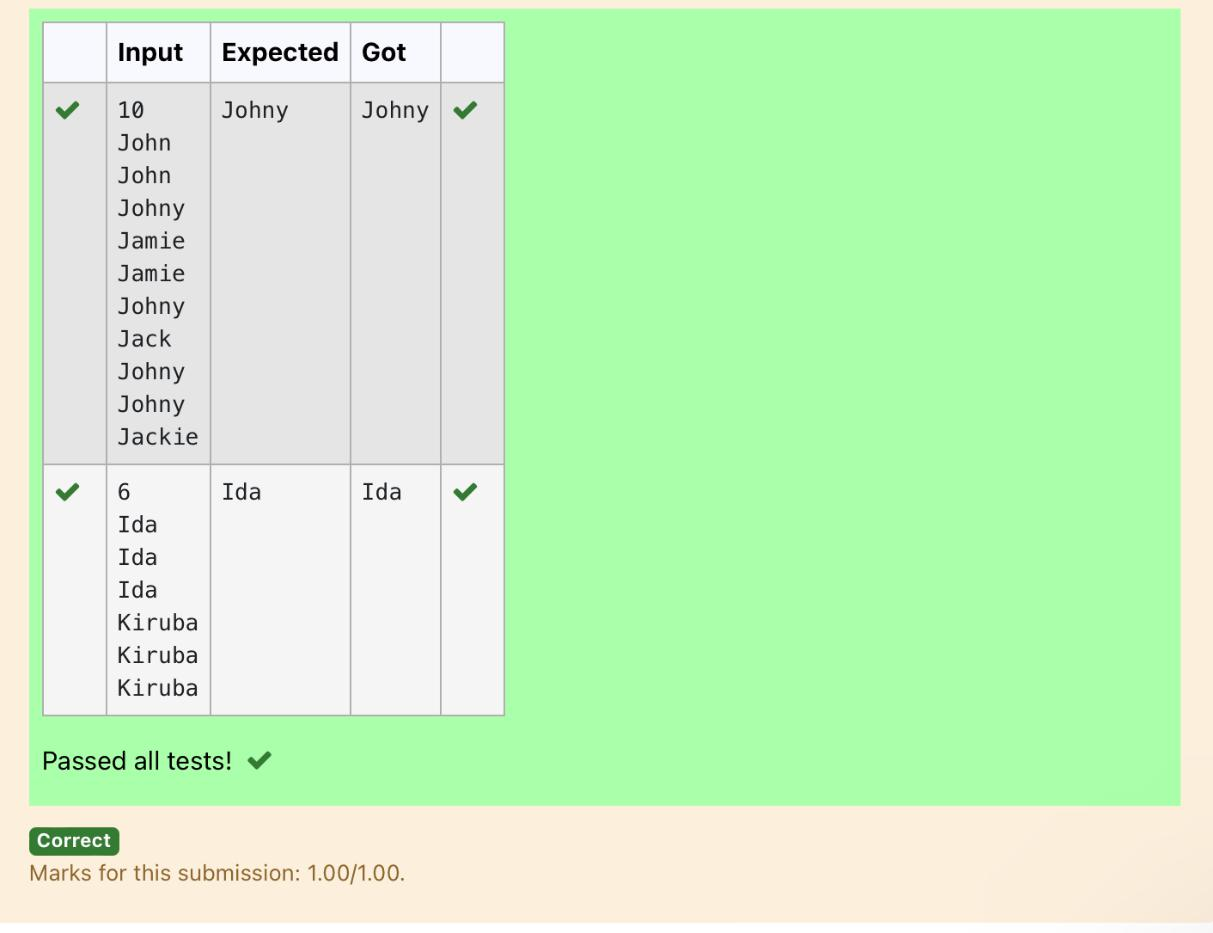 Input Expected Got
10 Johny Johny
John
John
Johny
Jamie
Jamie
Johny
Jack
Johny
Johny
Jackie
6 Ida Ida
Ida
Ida
Ida
Kiruba
Kiruba
Kiruba
Passed all tests!
Correct
Marks for this submission: 1.00/1.00.